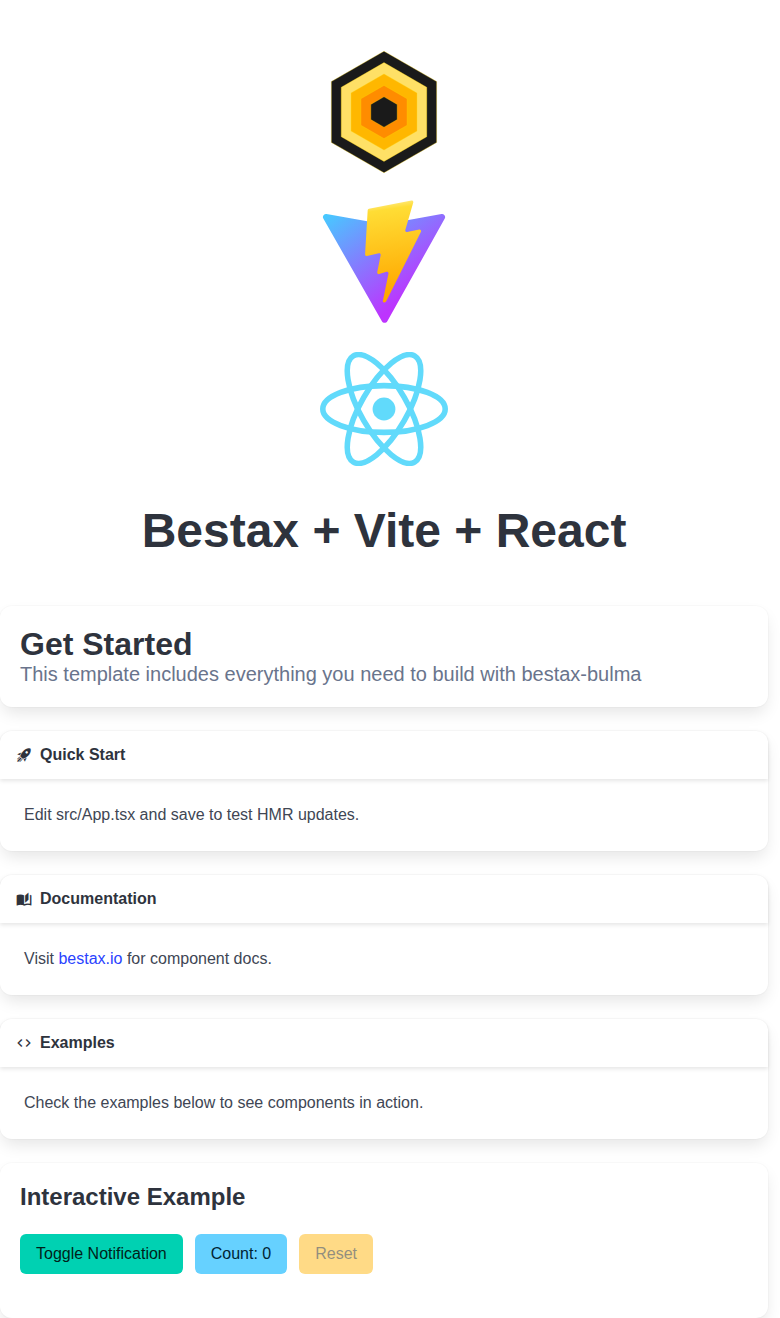 Bestax + Vite + React
Get Started
This template includes everything you need to build with bestax-bulma
Quick Start
Edit src/App.tsx and save to test HMR updates.
Documentation
Visit bestax.io for component docs.
Examples
Check the examples below to see components in action.
Interactive Example
Toggle Notification Count: 0 Reset